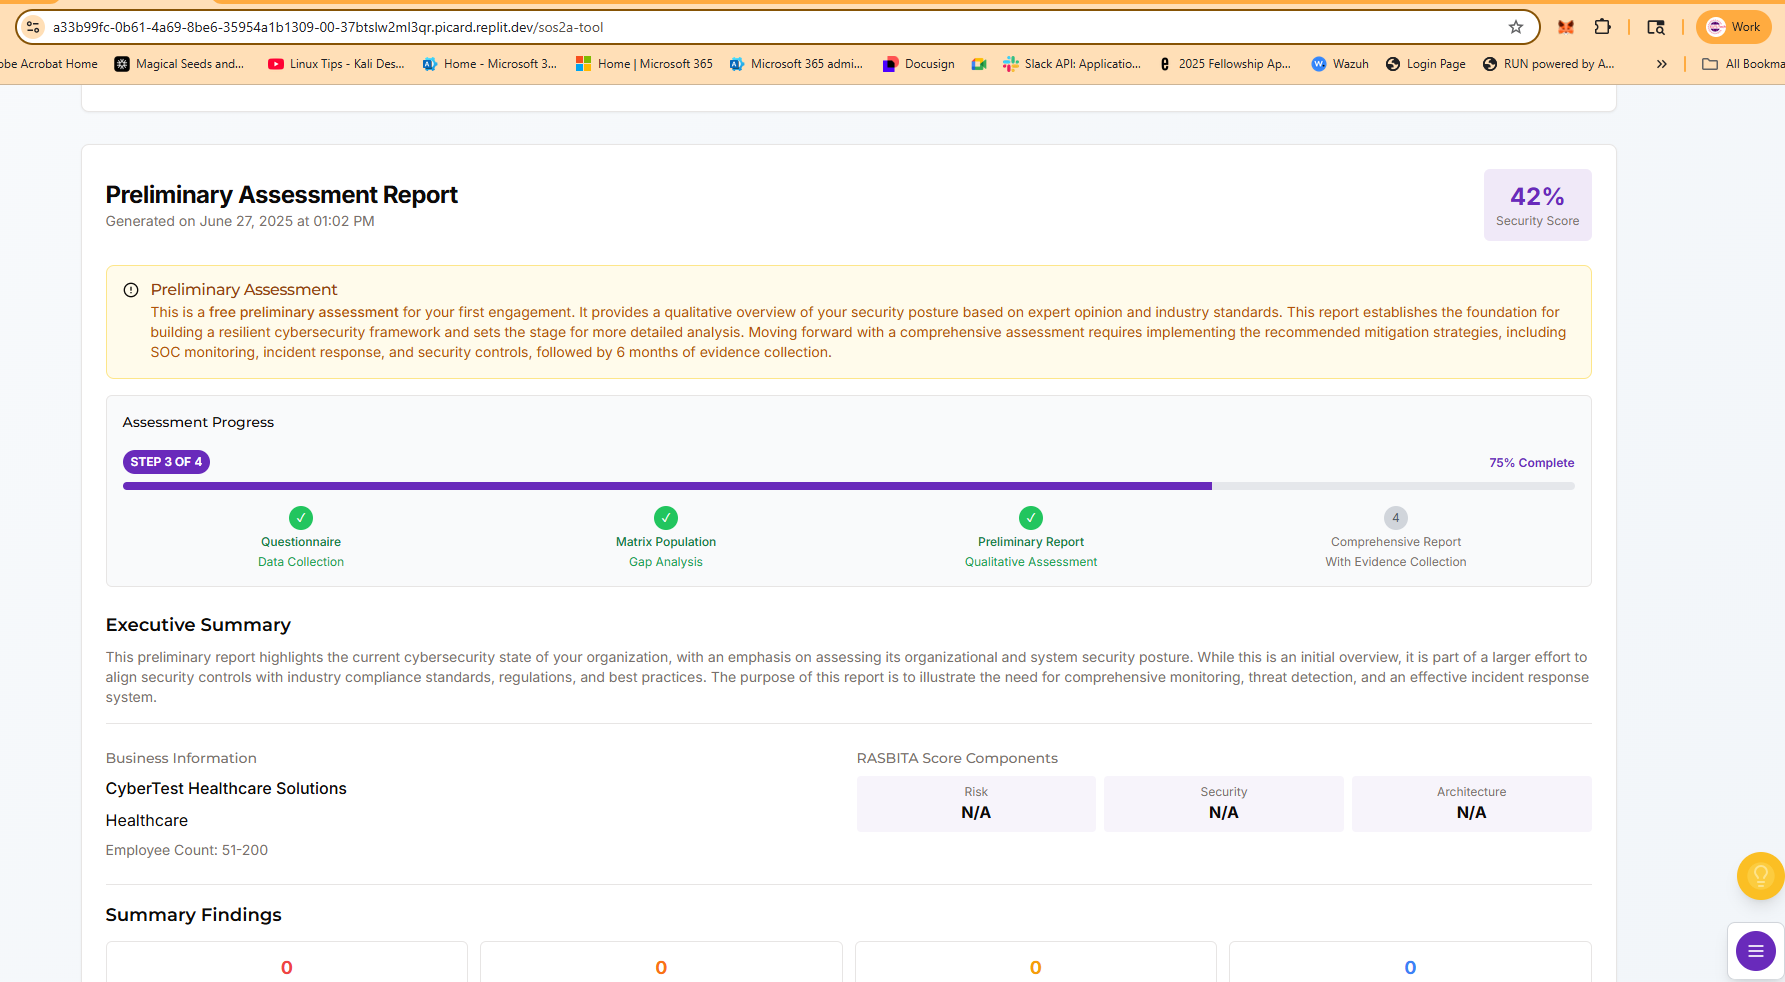 a33b99fc-0b61-4a69-8be6-35954a1b1309-00-37btslw2ml3qr.picard.replit.dev/sos2a-tool
Work
obe Acrobat Home
Magical Seeds and...
Linux Tips - Kali Des...
Home - Microsoft 3...
Home | Microsoft 365
Microsoft 365 admi...
Docusign
Slack API: Applicatio...
2025 Fellowship Ap...
Wazuh
Login Page
RUN powered by A...
»
All Bookma
Preliminary Assessment Report
Generated on June 27, 2025 at 01:02 PM
42%
Security Score
Preliminary Assessment
This is a free preliminary assessment for your first engagement. It provides a qualitative overview of your security posture based on expert opinion and industry standards. This report establishes the foundation for
building a resilient cybersecurity framework and sets the stage for more detailed analysis. Moving forward with a comprehensive assessment requires implementing the recommended mitigation strategies, including
SOC monitoring, incident response, and security controls, followed by 6 months of evidence collection.
Assessment Progress
STEP 3 OF 4
75% Complete
✓
✓
✓
4
Questionnaire
Matrix Population
Preliminary Report
Comprehensive Report
Data Collection
Gap Analysis
Qualitative Assessment
With Evidence Collection
Executive Summary
This preliminary report highlights the current cybersecurity state of your organization, with an emphasis on assessing its organizational and system security posture. While this is an initial overview, it is part of a larger effort to
align security controls with industry compliance standards, regulations, and best practices. The purpose of this report is to illustrate the need for comprehensive monitoring, threat detection, and an effective incident response
system.
Business Information
CyberTest Healthcare Solutions
Healthcare
Employee Count: 51-200
RASBITA Score Components
Risk
N/A
Security
N/A
Architecture
N/A
Summary Findings
0
0
0
0